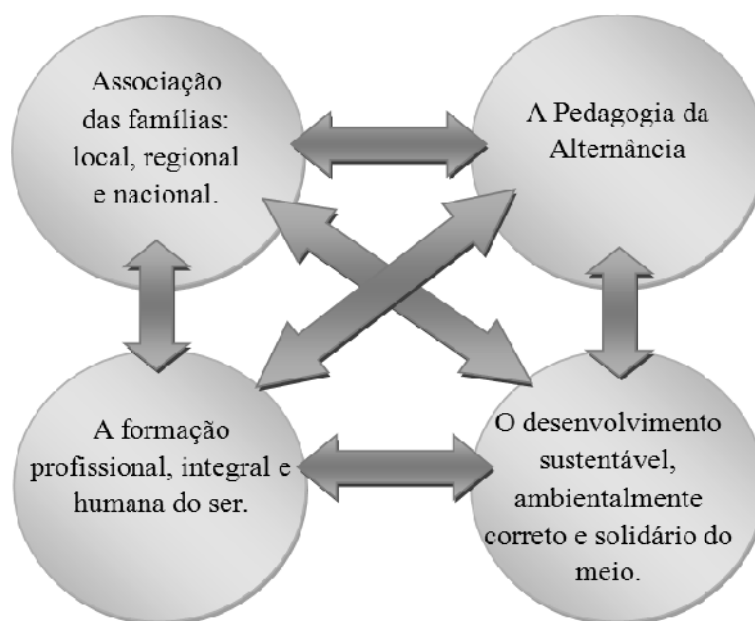 Associação
das famílias:
local, regional
e nacional.
A Pedagogia da
Alternância
A formação
profissional, integral e
humana do ser.
O desenvolvimento
sustentável,
ambientalmente
correto e solidário do
meio.